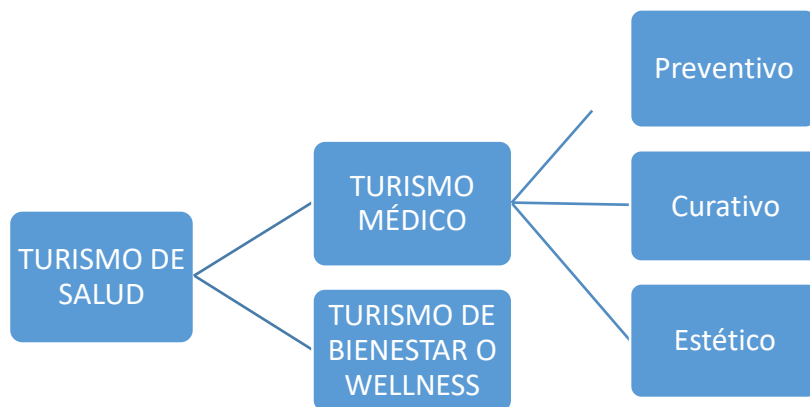 TURISMO DE
SALUD
TURISMO
MÉDICO
TURISMO DE
BIENESTAR O
WELLNESS
Preventivo
Curativo
Estético